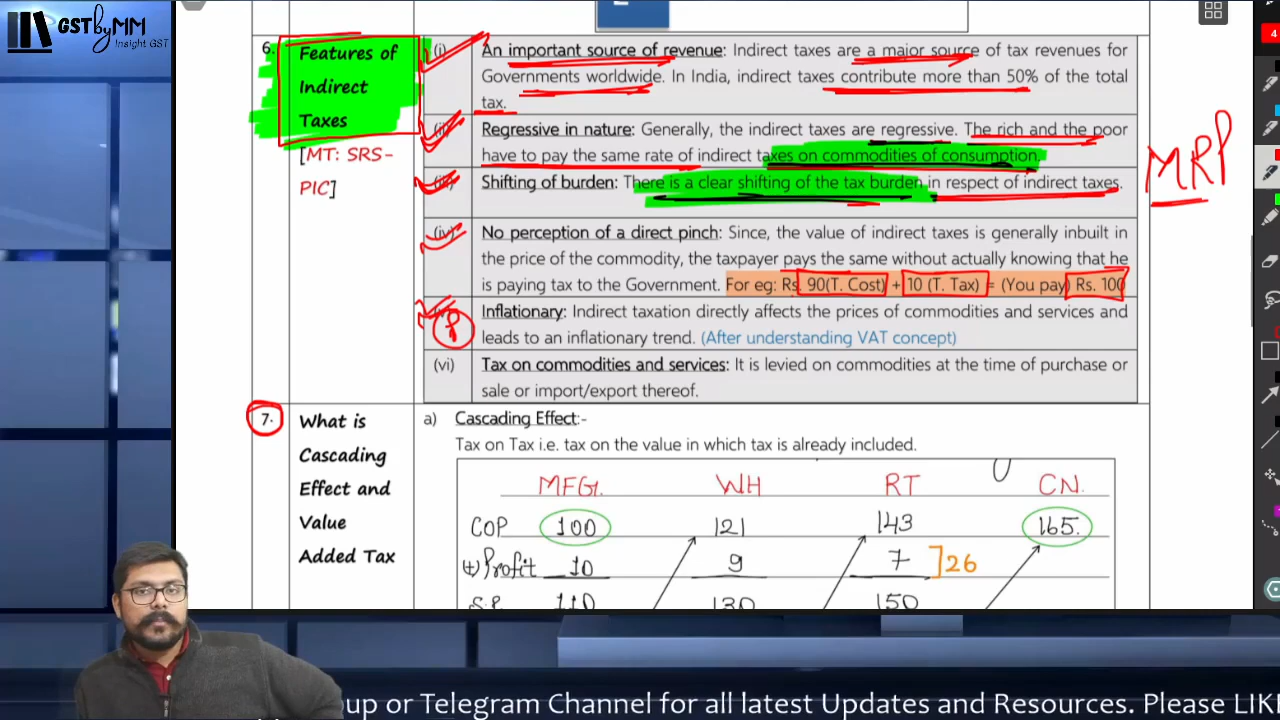 GSTbyMM
Insight GST
6.
Features of
Indirect
Taxes
[MT: SRS-
PIC]
(i)
An important source of revenue: Indirect taxes are a major source of tax revenues for
Governments worldwide. In India, indirect taxes contribute more than 50% of the total
tax.
(ii)
Regressive in nature: Generally, the indirect taxes are regressive. The rich and the poor
have to pay the same rate of indirect taxes on commodities of consumption.
Shifting of burden: There is a clear shifting of the tax burden in respect of indirect taxes.
(iv)
No perception of a direct pinch: Since, the value of indirect taxes is generally inbuilt in
the price of the commodity, the taxpayer pays the same without actually knowing that he
is paying tax to the Government. For eg: Rs. 90(T. Cost) + 10 (T. Tax) = (You pay) Rs. 100
P
Inflationary: Indirect taxation directly affects the prices of commodities and services and
leads to an inflationary trend. (After understanding VAT concept)
(vi)
Tax on commodities and services: It is levied on commodities at the time of purchase or
sale or import/export thereof.
MRP
7.
What is
Cascading
Effect and
Value
Added Tax
a) Cascading Effect:-
Tax on Tax i.e. tax on the value in which tax is already included.
MFG. WH RT CN.
COP 100 121 143 165.
(+) Profit 10 9 7 ]26
S.P. 110 130 150
4
up or Telegram Channel for all latest Updates and Resources. Please LIK